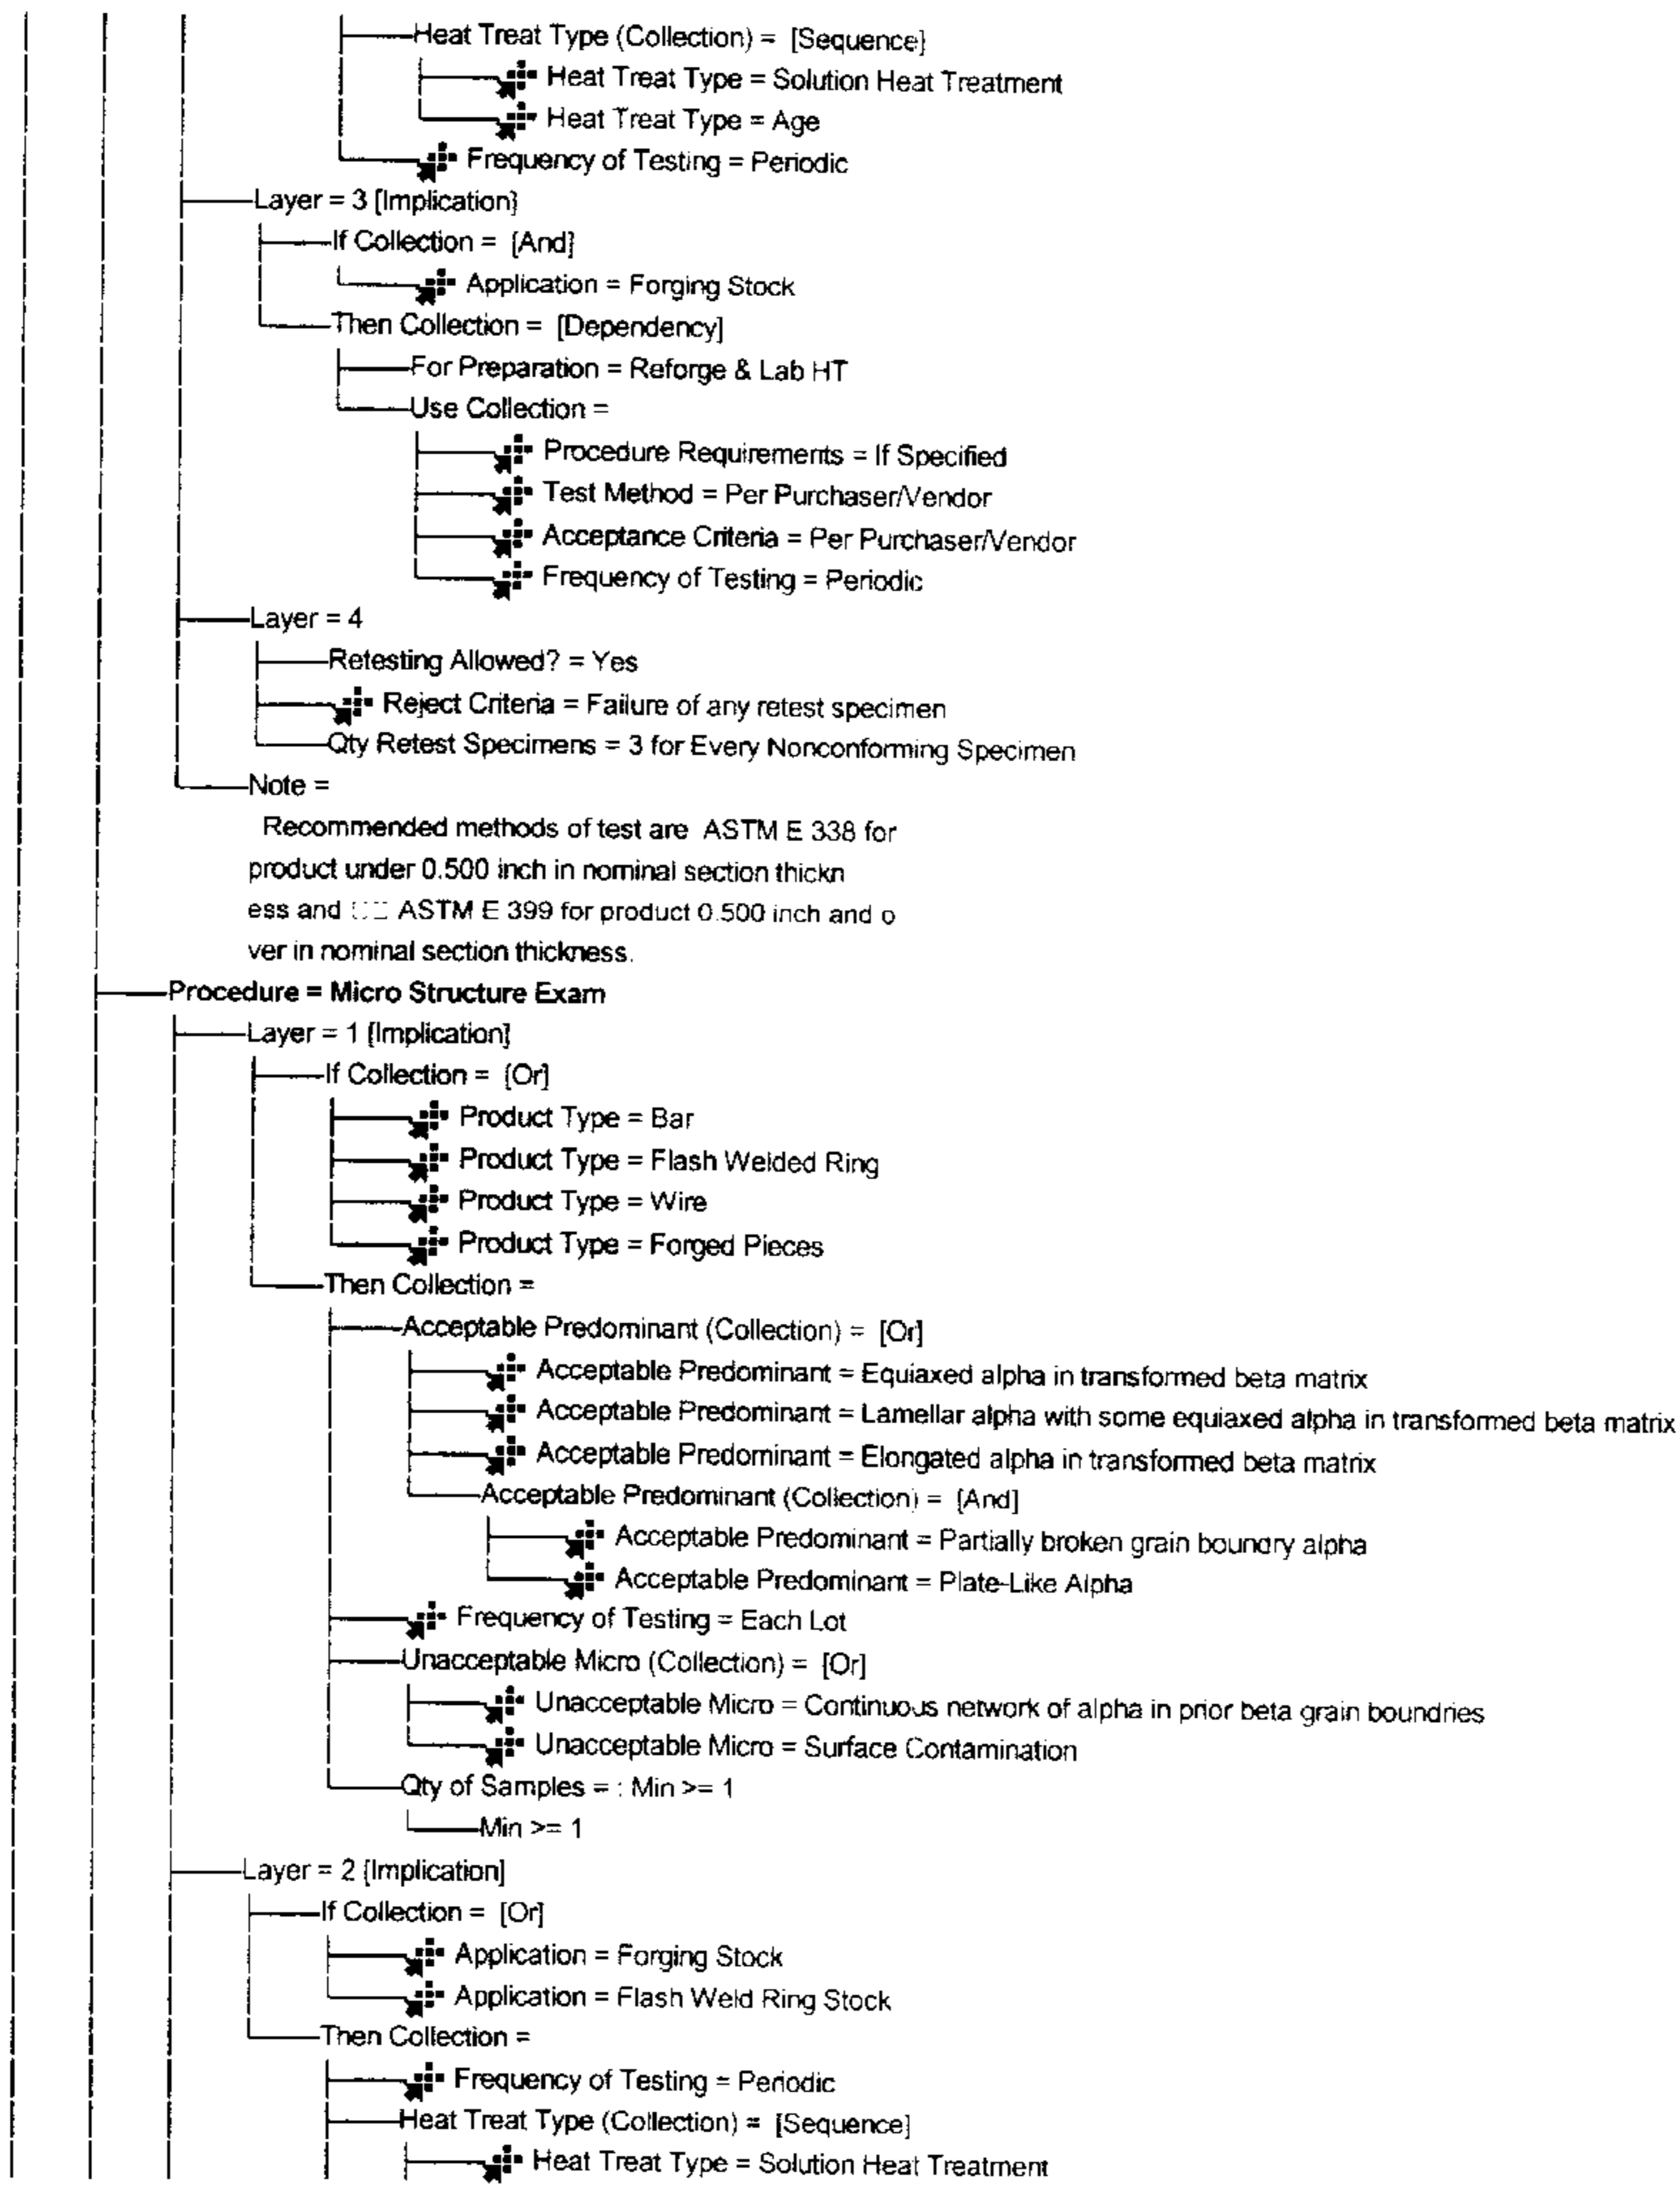 Heat Treat Type (Collection) = [Sequence]
Heat Treat Type = Solution Heat Treatment
Heat Treat Type = Age
Frequency of Testing = Periodic
Layer = 3 [Implication]
If Collection = [And]
Application = Forging Stock
Then Collection = [Dependency]
For Preparation = Reforge & Lab HT
Use Collection =
Procedure Requirements = If Specified
Test Method = Per Purchaser/Vendor
Acceptance Criteria = Per Purchaser/Vendor
Frequency of Testing = Periodic
Layer = 4
Retesting Allowed? = Yes
Reject Criteria = Failure of any retest specimen
Qty Retest Specimens = 3 for Every Nonconforming Specimen
Note =
Recommended methods of test are ASTM E 338 for
product under 0.500 inch in nominal section thickn
ess and ASTM E 399 for product 0.500 inch and o
ver in nominal section thickness.
Procedure = Micro Structure Exam
Layer = 1 [Implication]
If Collection = [Or]
Product Type = Bar
Product Type = Flash Welded Ring
Product Type = Wire
Product Type = Forged Pieces
Then Collection =
Acceptable Predominant (Collection) = [Or]
Acceptable Predominant = Equiaxed alpha in transformed beta matrix
Acceptable Predominant = Lamellar alpha with some equiaxed alpha in transformed beta matrix
Acceptable Predominant = Elongated alpha in transformed beta matrix
Acceptable Predominant (Collection) = [And]
Acceptable Predominant = Partially broken grain boundry alpha
Acceptable Predominant = Plate-Like Alpha
Frequency of Testing = Each Lot
Unacceptable Micro (Collection) = [Or]
Unacceptable Micro = Continuous network of alpha in prior beta grain boundries
Unacceptable Micro = Surface Contamination
Qty of Samples = : Min >= 1
Min >= 1
Layer = 2 [Implication]
If Collection = [Or]
Application = Forging Stock
Application = Flash Weld Ring Stock
Then Collection =
Frequency of Testing = Periodic
Heat Treat Type (Collection) = [Sequence]
Heat Treat Type = Solution Heat Treatment